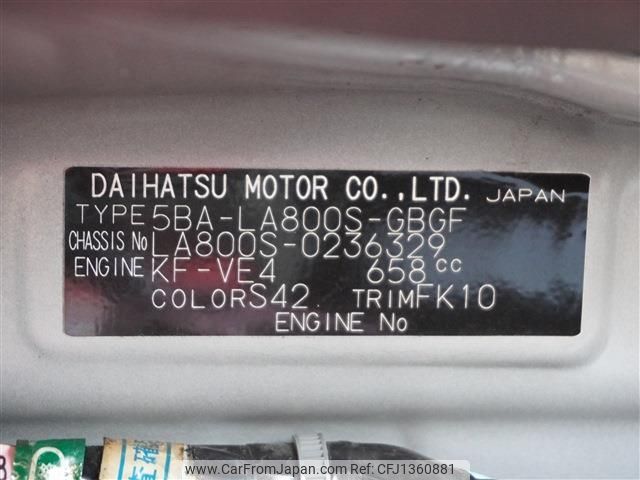 DAIHATSU MOTOR CO.,LTD. JAPAN
TYPE 5BA-LA800S-GBGF
CHASSIS No LA800S-0236329
ENGINE KF-VE4 658 cc
COLOR S42 TRIM FK10
ENGINE No
www.CarFromJapan.com #CFJ1360881